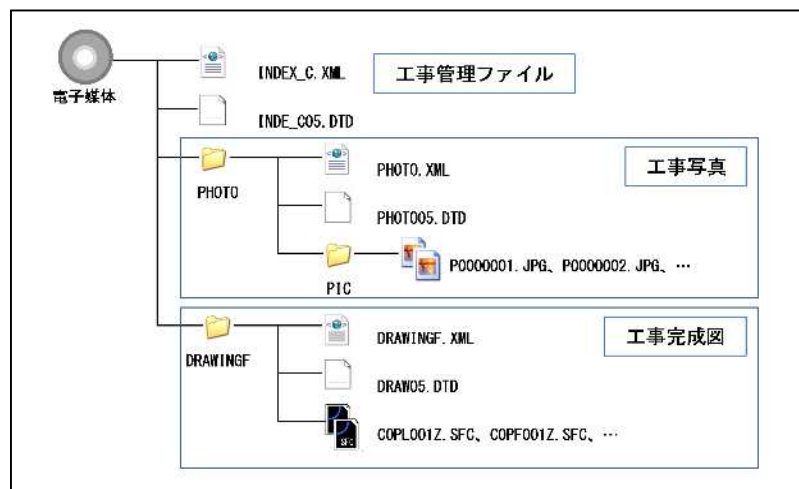 電子媒体
INDEX_C.XML
工事管理ファイル
INDE_C05.DTD
PHOTO
PHOTO.XML
工事写真
PHOTO05.DTD
PIC
P0000001.JPG、P0000002.JPG、…
DRAWINGF
DRAWINGF.XML
工事完成図
DRAW05.DTD
SFC
C0PL001Z.SFC、C0PF001Z.SFC、…